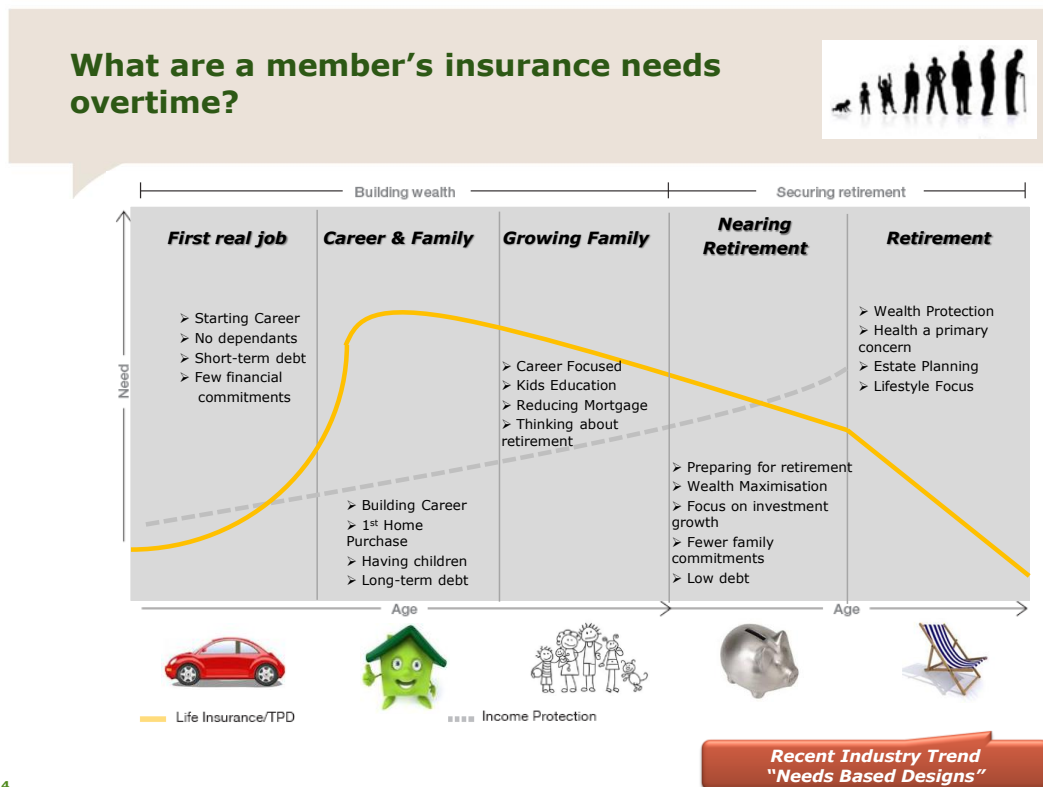 What are a member’s insurance needs
overtime?
Building wealth
Securing retirement
Need
First real job
➢ Starting Career
➢ No dependants
➢ Short-term debt
➢ Few financial
commitments
Career & Family
➢ Building Career
➢ 1st Home
Purchase
➢ Having children
➢ Long-term debt
Growing Family
➢ Career Focused
➢ Kids Education
➢ Reducing Mortgage
➢ Thinking about
retirement
Nearing
Retirement
➢ Preparing for retirement
➢ Wealth Maximisation
➢ Focus on investment
growth
➢ Fewer family
commitments
➢ Low debt
Retirement
➢ Wealth Protection
➢ Health a primary
concern
➢ Estate Planning
➢ Lifestyle Focus
Age
Age
Life Insurance/TPD
Income Protection
Recent Industry Trend
“Needs Based Designs”
4